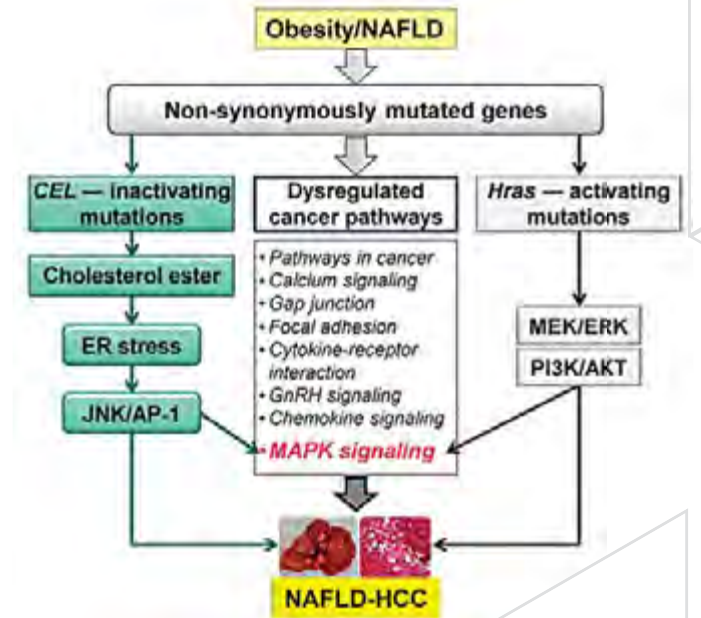 Obesity/NAFLD
Non-synonymously mutated genes
CEL — inactivating
mutations
Cholesterol ester
ER stress
JNK/AP-1
Dysregulated
cancer pathways
• Pathways in cancer
• Calcium signaling
• Gap junction
• Focal adhesion
• Cytokine-receptor
interaction
• GnRH signaling
• Chemokine signaling
• MAPK signaling
Hras — activating
mutations
MEK/ERK
PI3K/AKT
NAFLD-HCC